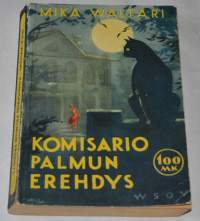 MIKA WALTARI
KOMISARIO
PALMUN
EREHDYS
100
MK
WSOY